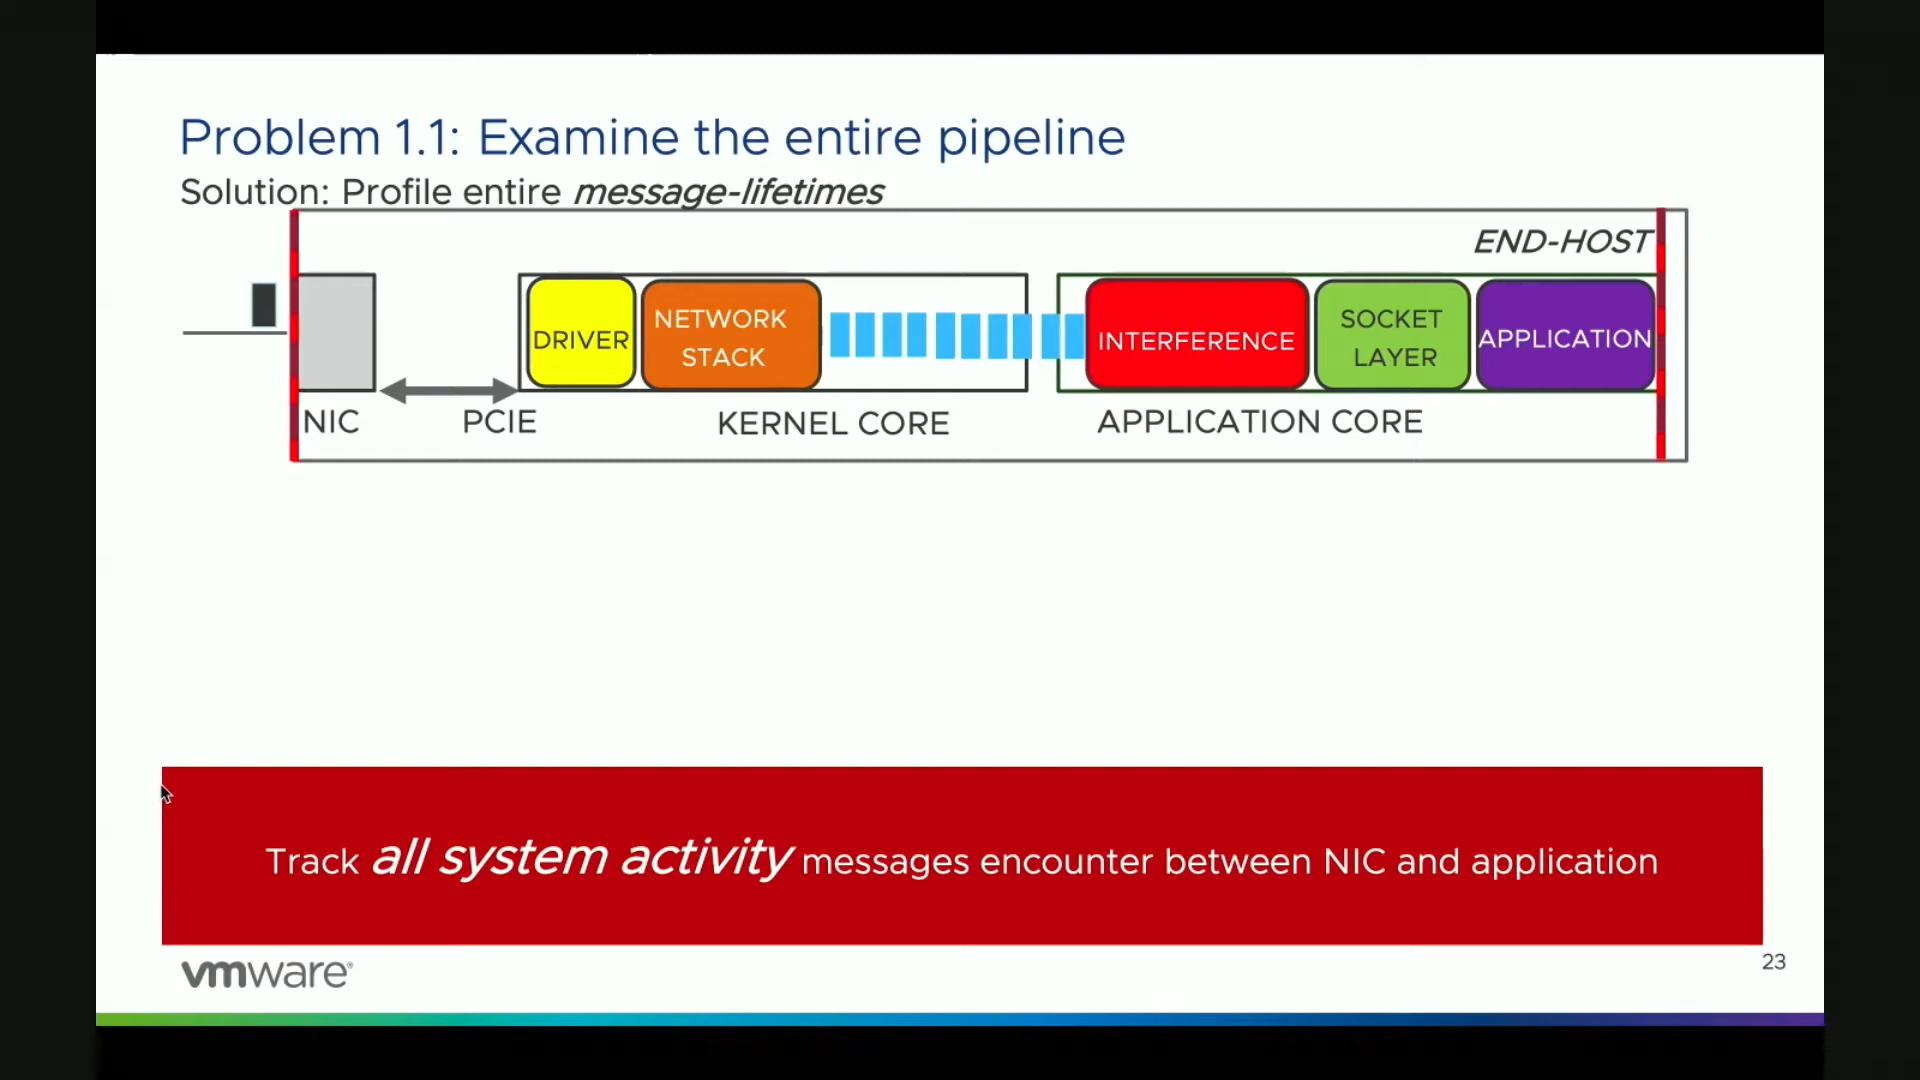 Problem 1.1: Examine the entire pipeline
Solution: Profile entire message-lifetimes
END-HOST
DRIVER
NETWORK
STACK
INTERFERENCE
SOCKET
LAYER
APPLICATION
NIC
PCIE
KERNEL CORE
APPLICATION CORE
Track all system activity messages encounter between NIC and application
vmware®
23